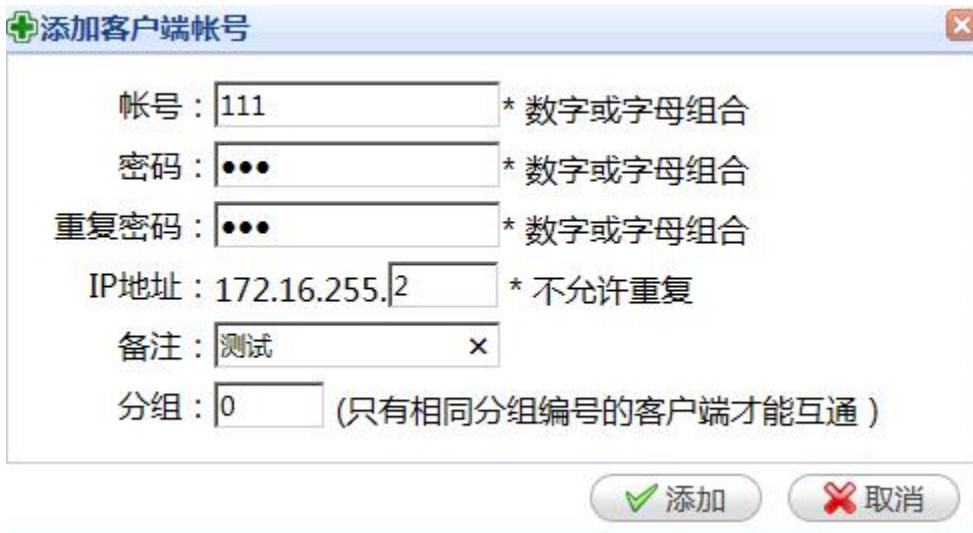 添加客户端帐号
帐号：111 * 数字或字母组合
密码：●●● * 数字或字母组合
重复密码：●●● * 数字或字母组合
IP地址：172.16.255.2 * 不允许重复
备注：测试 ×
分组：0 (只有相同分组编号的客户端才能互通）
添加 取消